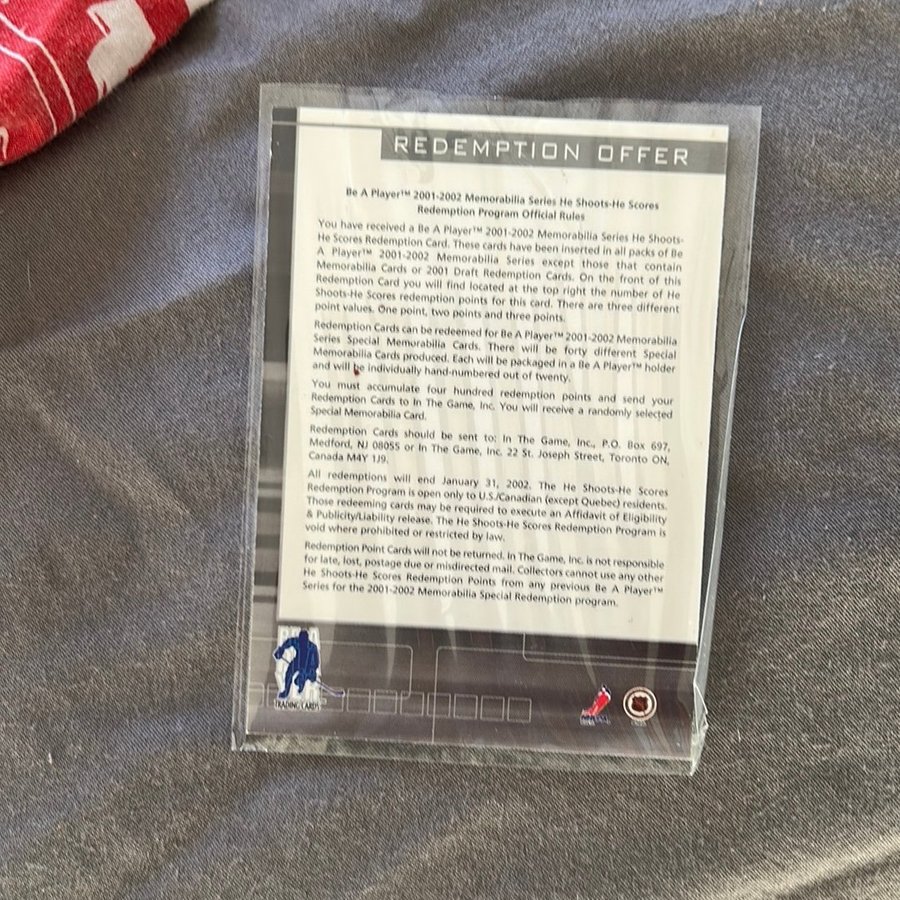 REDEMPTION OFFER
Be A Player™ 2001-2002 Memorabilia Series He Shoots-He Scores
Redemption Program Official Rules
You have received a Be A Player™ 2001-2002 Memorabilia Series He Shoots-
He Scores Redemption Card. These cards have been inserted in all packs of Be
A Player™ 2001-2002 Memorabilia Series except those that contain
Memorabilia Cards or 2001 Draft Redemption Cards. On the front of this
Redemption Card you will find located at the top right the number of He
Shoots-He Scores redemption points for this card. There are three different
point values. One point, two points and three points.
Redemption Cards can be redeemed for Be A Player™ 2001-2002 Memorabilia
Series Special Memorabilia Cards. There will be forty different Special
Memorabilia Cards produced. Each will be packaged in a Be A Player™ holder
and will be individually hand-numbered out of twenty.
You must accumulate four hundred redemption points and send your
Redemption Cards to In The Game, Inc. You will receive a randomly selected
Special Memorabilia Card.
Redemption Cards should be sent to: In The Game, Inc., P.O. Box 697,
Medford, NJ 08055 or In The Game, Inc. 22 St. Joseph Street, Toronto ON,
Canada M4Y 1J9.
All redemptions will end January 31, 2002. The He Shoots-He Scores
Redemption Program is open only to U.S./Canadian (except Quebec) residents.
Those redeeming cards may be required to execute an Affidavit of Eligibility
& Publicity/Liability release. The He Shoots-He Scores Redemption Program is
void where prohibited or restricted by law.
Redemption Point Cards will not be returned. In The Game, Inc. is not responsible
for late, lost, postage due or misdirected mail. Collectors cannot use any other
He Shoots-He Scores Redemption Points from any previous Be A Player™
Series for the 2001-2002 Memorabilia Special Redemption program.
TRADING CARDS